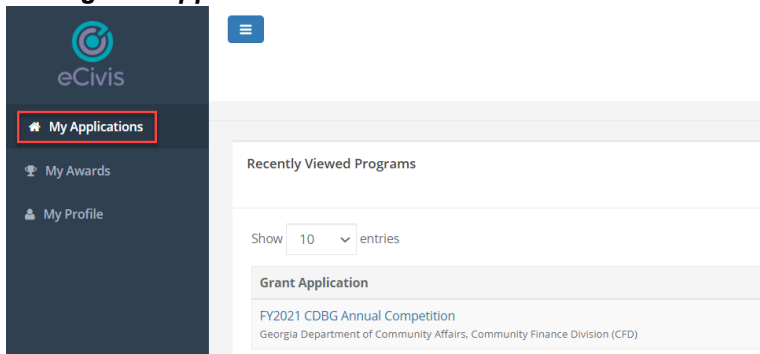 eCivis
My Applications
My Awards
My Profile
Recently Viewed Programs
Show 10 entries
Grant Application
FY2021 CDBG Annual Competition
Georgia Department of Community Affairs, Community Finance Division (CFD)